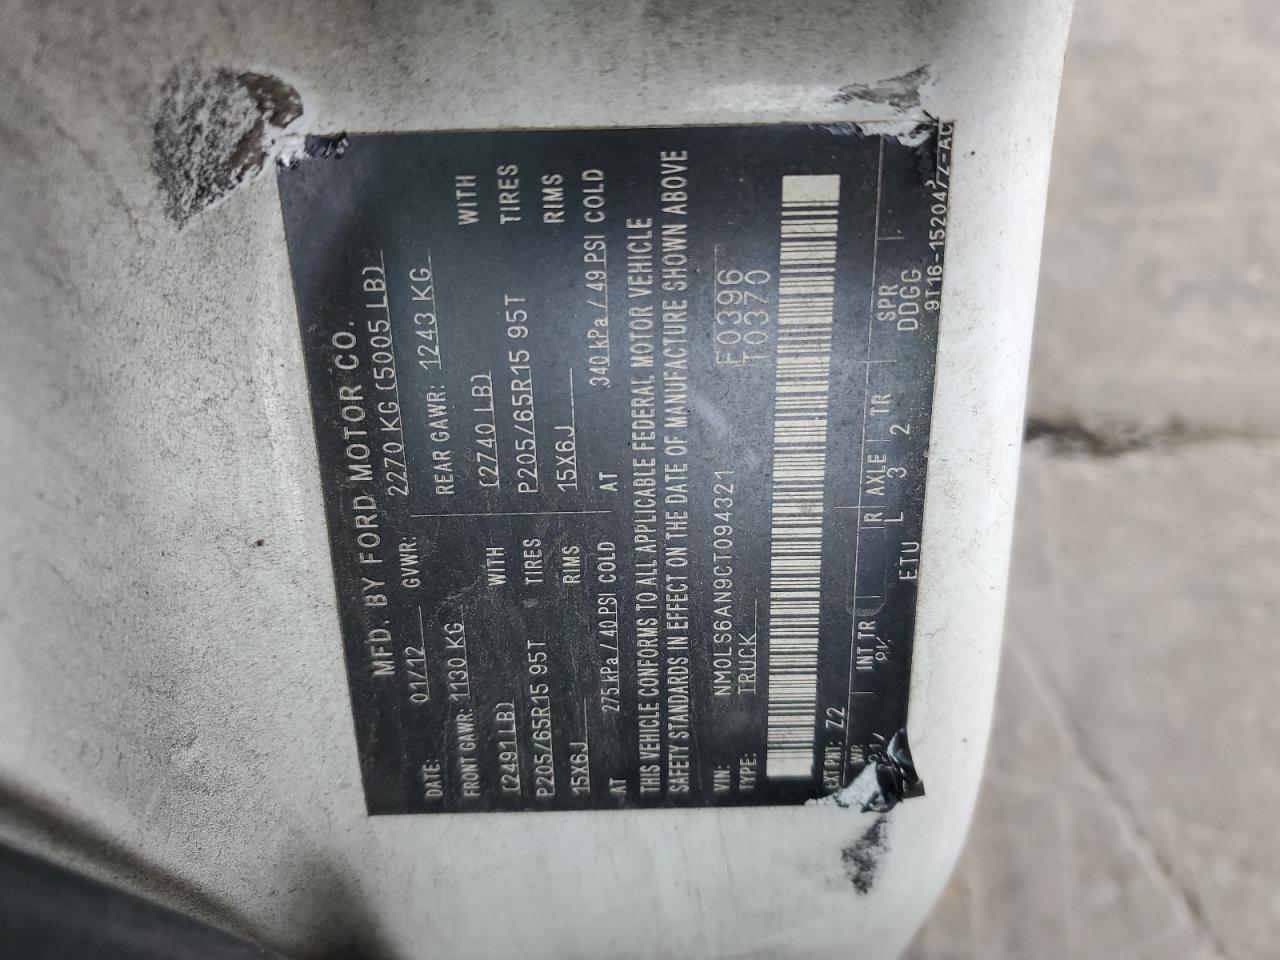 MFD. BY FORD MOTOR CO.
DATE: 01/12 GVWR: 2270 KG (5005 LB)
FRONT GAWR: 1130 KG REAR GAWR: 1243 KG
(2491LB) WITH (2740 LB) WITH
P205/65R15 95T TIRES P205/65R15 95T TIRES
15X6J RIMS 15X6J RIMS
AT 275 kPa / 40 PSI COLD AT 340 kPa / 49 PSI COLD
THIS VEHICLE CONFORMS TO ALL APPLICABLE FEDERAL MOTOR VEHICLE
SAFETY STANDARDS IN EFFECT ON THE DATE OF MANUFACTURE SHOWN ABOVE
VIN: NM0LS6AN9CT094321 F0396
TYPE: TRUCK T0370
EXT PNT: Z2
WB INT TR R AXLE TR SPR
L 3 2 DDGG
ETU 9T16-1520472-AC